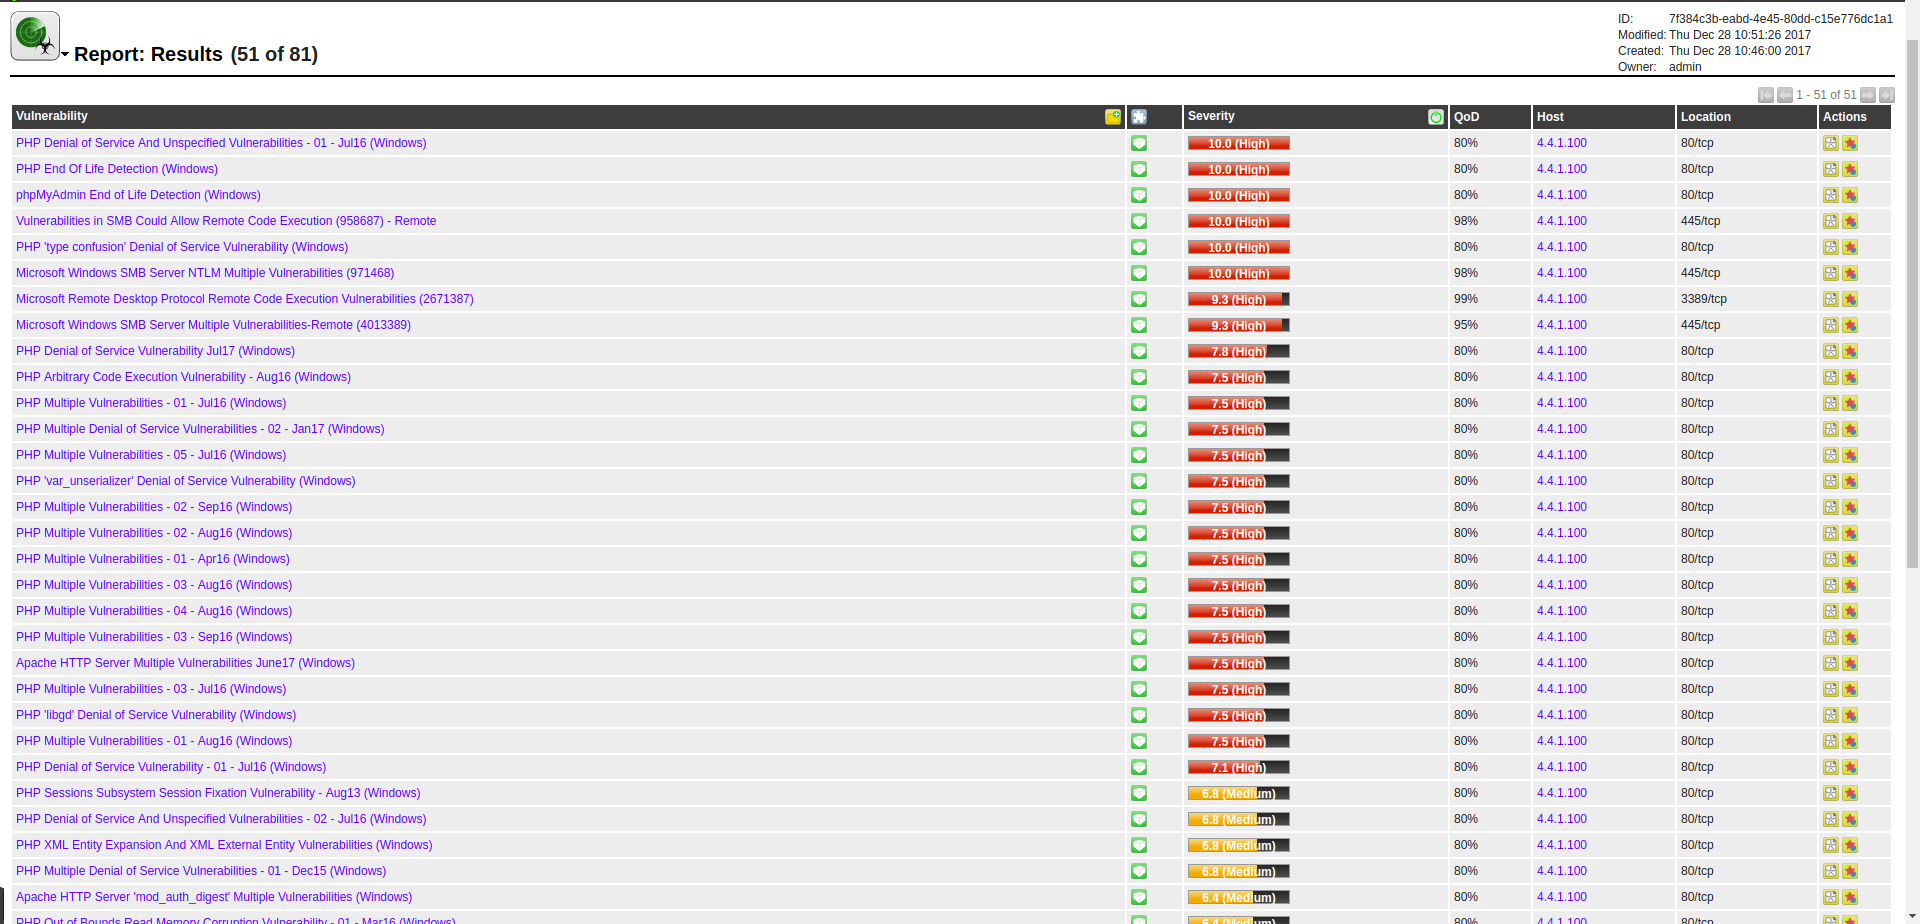 Report: Results (51 of 81)
ID: 7f384c3b-eabd-4e45-80dd-c15e776dc1a1
Modified: Thu Dec 28 10:51:26 2017
Created: Thu Dec 28 10:46:00 2017
Owner: admin
1 - 51 of 51
Vulnerability Severity QoD Host Location Actions
PHP Denial of Service And Unspecified Vulnerabilities - 01 - Jul16 (Windows) 10.0 (High) 80% 4.4.1.100 80/tcp
PHP End Of Life Detection (Windows) 10.0 (High) 80% 4.4.1.100 80/tcp
phpMyAdmin End of Life Detection (Windows) 10.0 (High) 80% 4.4.1.100 80/tcp
Vulnerabilities in SMB Could Allow Remote Code Execution (958687) - Remote 10.0 (High) 98% 4.4.1.100 445/tcp
PHP 'type confusion' Denial of Service Vulnerability (Windows) 10.0 (High) 80% 4.4.1.100 80/tcp
Microsoft Windows SMB Server NTLM Multiple Vulnerabilities (971468) 10.0 (High) 98% 4.4.1.100 445/tcp
Microsoft Remote Desktop Protocol Remote Code Execution Vulnerabilities (2671387) 9.3 (High) 99% 4.4.1.100 3389/tcp
Microsoft Windows SMB Server Multiple Vulnerabilities-Remote (4013389) 9.3 (High) 95% 4.4.1.100 445/tcp
PHP Denial of Service Vulnerability Jul17 (Windows) 7.8 (High) 80% 4.4.1.100 80/tcp
PHP Arbitrary Code Execution Vulnerability - Aug16 (Windows) 7.5 (High) 80% 4.4.1.100 80/tcp
PHP Multiple Vulnerabilities - 01 - Jul16 (Windows) 7.5 (High) 80% 4.4.1.100 80/tcp
PHP Multiple Denial of Service Vulnerabilities - 02 - Jan17 (Windows) 7.5 (High) 80% 4.4.1.100 80/tcp
PHP Multiple Vulnerabilities - 05 - Jul16 (Windows) 7.5 (High) 80% 4.4.1.100 80/tcp
PHP 'var_unserializer' Denial of Service Vulnerability (Windows) 7.5 (High) 80% 4.4.1.100 80/tcp
PHP Multiple Vulnerabilities - 02 - Sep16 (Windows) 7.5 (High) 80% 4.4.1.100 80/tcp
PHP Multiple Vulnerabilities - 02 - Aug16 (Windows) 7.5 (High) 80% 4.4.1.100 80/tcp
PHP Multiple Vulnerabilities - 01 - Apr16 (Windows) 7.5 (High) 80% 4.4.1.100 80/tcp
PHP Multiple Vulnerabilities - 03 - Aug16 (Windows) 7.5 (High) 80% 4.4.1.100 80/tcp
PHP Multiple Vulnerabilities - 04 - Aug16 (Windows) 7.5 (High) 80% 4.4.1.100 80/tcp
PHP Multiple Vulnerabilities - 03 - Sep16 (Windows) 7.5 (High) 80% 4.4.1.100 80/tcp
Apache HTTP Server Multiple Vulnerabilities June17 (Windows) 7.5 (High) 80% 4.4.1.100 80/tcp
PHP Multiple Vulnerabilities - 03 - Jul16 (Windows) 7.5 (High) 80% 4.4.1.100 80/tcp
PHP 'libgd' Denial of Service Vulnerability (Windows) 7.5 (High) 80% 4.4.1.100 80/tcp
PHP Multiple Vulnerabilities - 01 - Aug16 (Windows) 7.5 (High) 80% 4.4.1.100 80/tcp
PHP Denial of Service Vulnerability - 01 - Jul16 (Windows) 7.1 (High) 80% 4.4.1.100 80/tcp
PHP Sessions Subsystem Session Fixation Vulnerability - Aug13 (Windows) 6.8 (Medium) 80% 4.4.1.100 80/tcp
PHP Denial of Service And Unspecified Vulnerabilities - 02 - Jul16 (Windows) 6.8 (Medium) 80% 4.4.1.100 80/tcp
PHP XML Entity Expansion And XML External Entity Vulnerabilities (Windows) 6.8 (Medium) 80% 4.4.1.100 80/tcp
PHP Multiple Denial of Service Vulnerabilities - 01 - Dec15 (Windows) 6.8 (Medium) 80% 4.4.1.100 80/tcp
Apache HTTP Server 'mod_auth_digest' Multiple Vulnerabilities (Windows) 6.4 (Medium) 80% 4.4.1.100 80/tcp
PHP Out of Bounds Read Memory Corruption Vulnerability - 01 - Mar16 (Windows) 6.4 (Medium) 80% 4.4.1.100 80/tcp